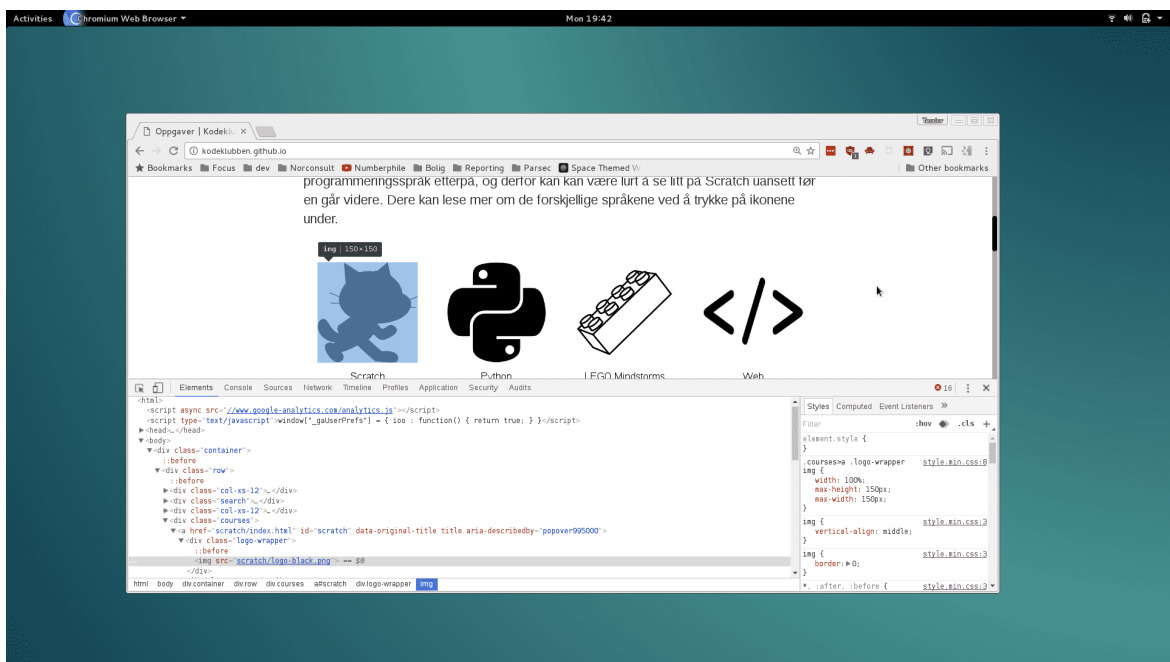 Activities Chromium Web Browser Mon 19:42
Oppgaver | Kodeklu
kodeklubben.github.io
Bookmarks Focus dev Norconsult Numberphile Bolig Reporting Parsec Space Themed Other bookmarks
programmeringsspråk etterpå, og derfor kan kan være lurt å se litt på Scratch uansett før
en går videre. Dere kan lese mer om de forskjellige språkene ved å trykke på ikonene
under.
img | 150×150
</>
Scratch Python LEGO Mindstorms Web
Elements Console Sources Network Timeline Profiles Application Security Audits 16
<html>
<script async src="//www.google-analytics.com/analytics.js"></script>
<script type="text/javascript">window["_gaUserPrefs"] = { ioo : function() { return true; } }</script>
<head>…</head>
<body>
<div class="container">
::before
<div class="row">
::before
<div class="col-xs-12">…</div>
<div class="search">…</div>
<div class="col-xs-12">…</div>
<div class="courses">
<a href="scratch/index.html" id="scratch" data-original-title title aria-describedby="popover995000">
<div class="logo-wrapper">
::before
<img src="scratch/logo-black.png"> == $0
</div>
html body div.container div.row div.courses a#scratch div.logo-wrapper img
Styles Computed Event Listeners
Filter :hov .cls +
element.style {
}
.courses>a .logo-wrapper style.min.css:8
img {
width: 100%;
max-height: 150px;
max-width: 150px;
}
img { style.min.css:3
vertical-align: middle;
}
img { style.min.css:3
border: 0;
}
*, :after, :before { style.min.css:3